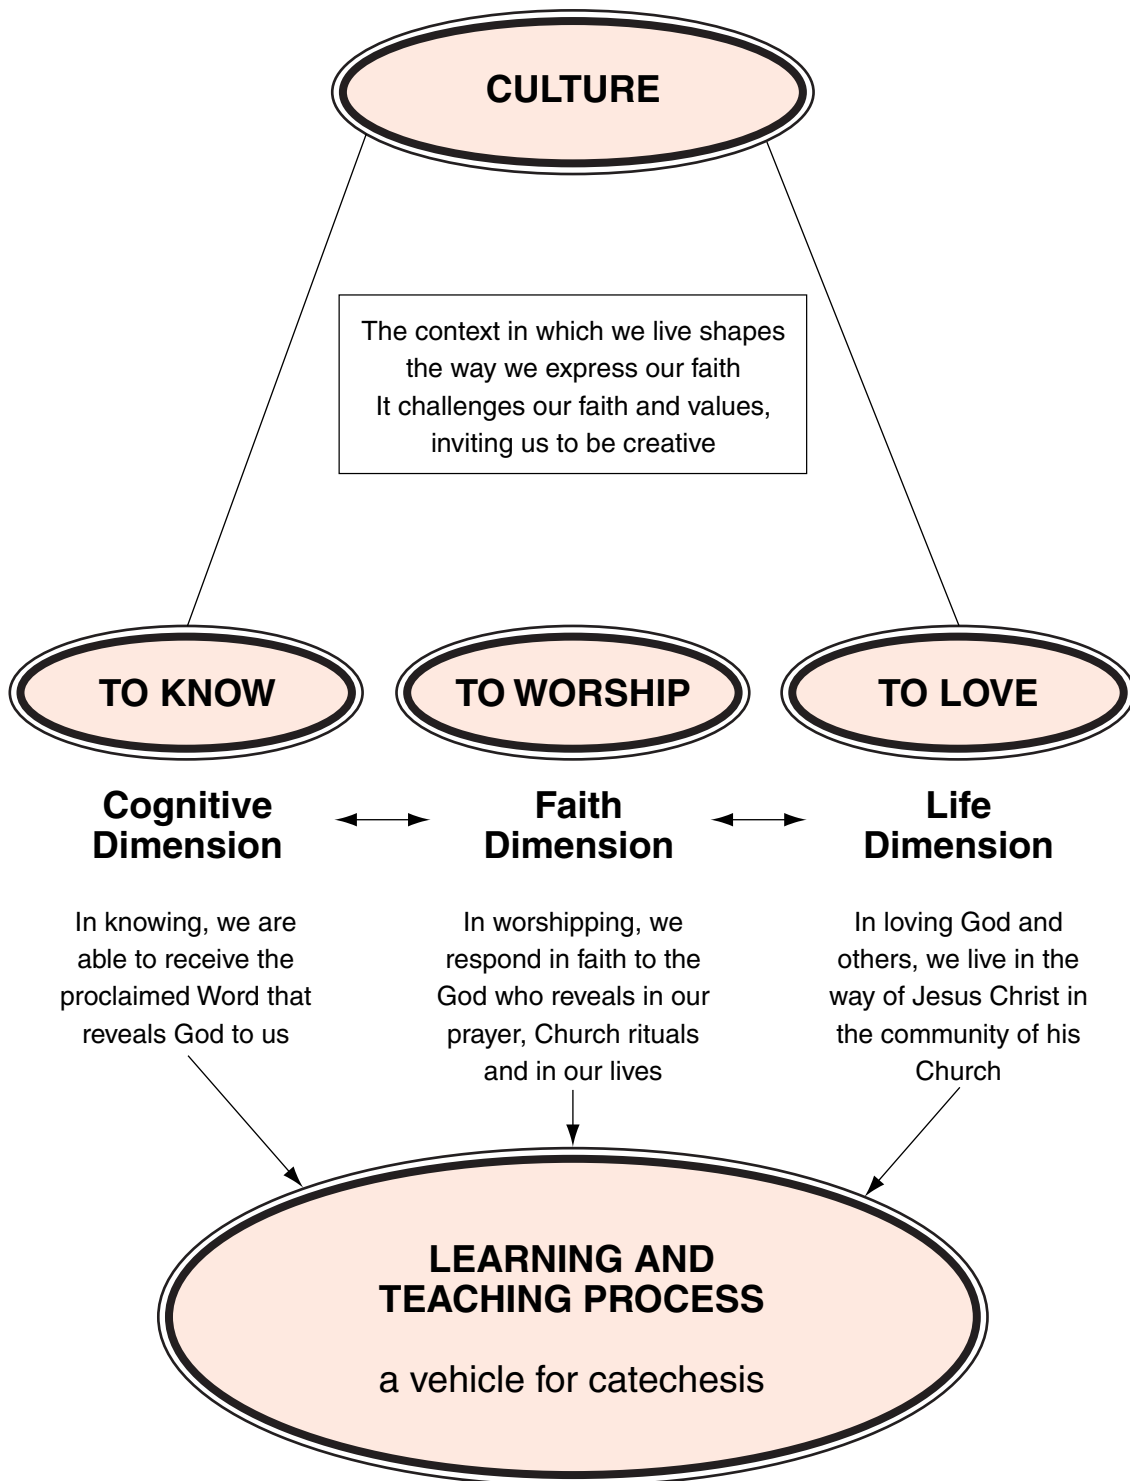 CULTURE
The context in which we live shapes
the way we express our faith
It challenges our faith and values,
inviting us to be creative
TO KNOW
TO WORSHIP
TO LOVE
Cognitive
Dimension
Faith
Dimension
Life
Dimension
In knowing, we are
able to receive the
proclaimed Word that
reveals God to us
In worshipping, we
respond in faith to the
God who reveals in our
prayer, Church rituals
and in our lives
In loving God and
others, we live in the
way of Jesus Christ in
the community of his
Church
LEARNING AND
TEACHING PROCESS
a vehicle for catechesis